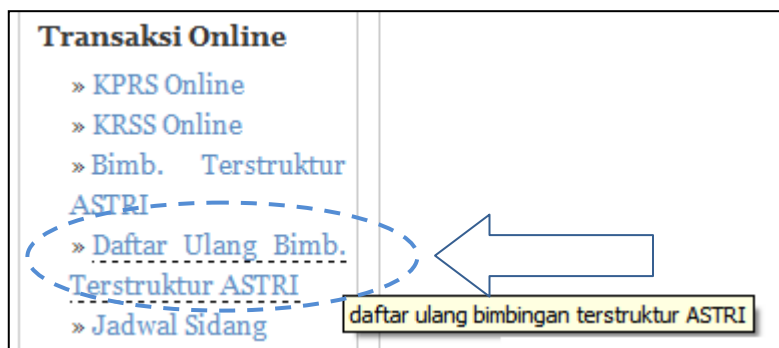 Transaksi Online
» KPRS Online
» KRSS Online
» Bimb. Terstruktur
ASTRI
» Daftar Ulang Bimb.
Terstruktur ASTRI
daftar ulang bimbingan terstruktur ASTRI
» Jadwal Sidang